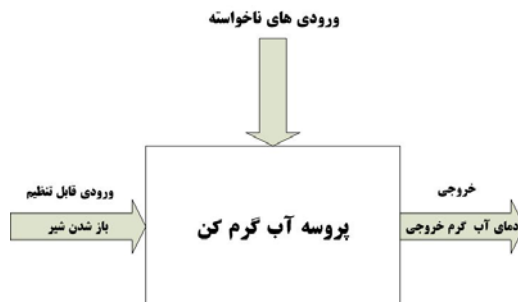 ورودی های ناخواسته
ورودی قابل تنظیم
باز شدن شیر
پروسه آب گرم کن
خروجی
دمای آب گرم خروجی